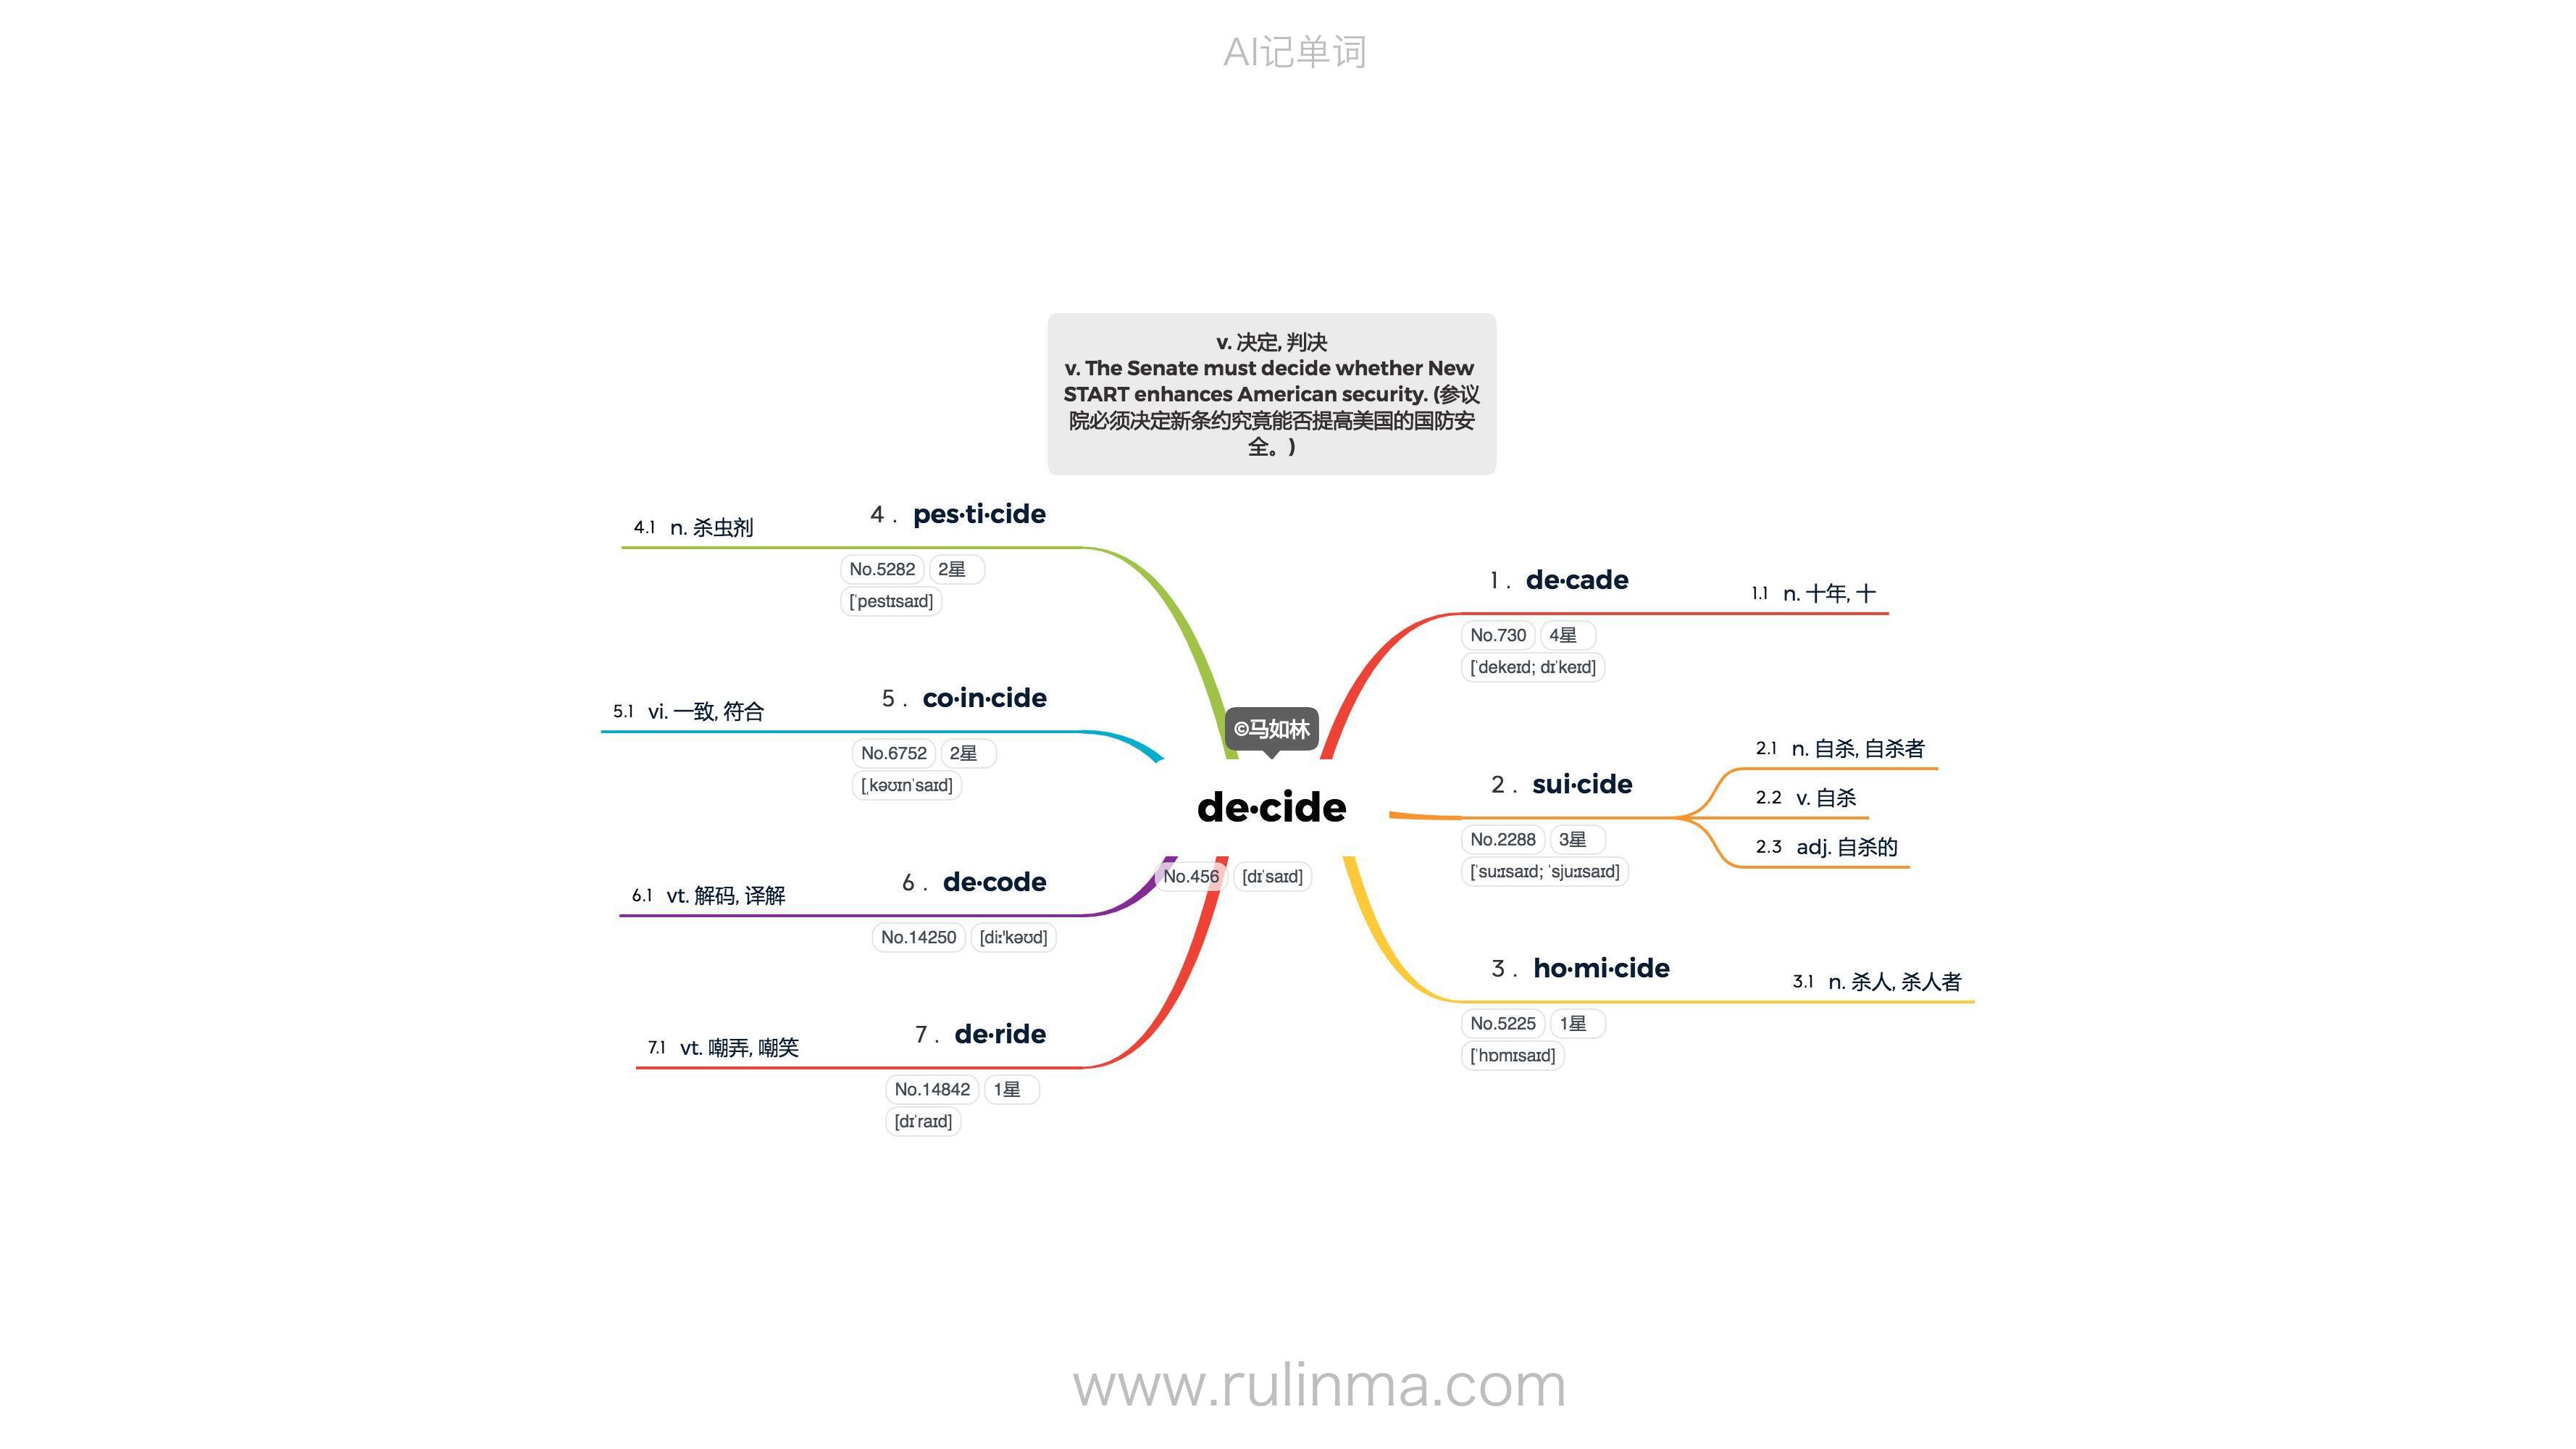 AI记单词
v. 决定, 判决
v. The Senate must decide whether New
START enhances American security. (参议
院必须决定新条约究竟能否提高美国的国防安
全。)
4 . pes·ti·cide
4.1 n. 杀虫剂
No.5282 2星
[ˈpestɪsaɪd]
5 . co·in·cide
5.1 vi. 一致, 符合
No.6752 2星
[ˌkəʊɪnˈsaɪd]
6 . de·code
6.1 vt. 解码, 译解
No.14250 [diː'kəʊd]
7 . de·ride
7.1 vt. 嘲弄, 嘲笑
No.14842 1星
[dɪˈraɪd]
©马如林
de·cide
No.456 [dɪˈsaɪd]
1 . de·cade
1.1 n. 十年, 十
No.730 4星
[ˈdekeɪd; dɪˈkeɪd]
2 . sui·cide
2.1 n. 自杀, 自杀者
2.2 v. 自杀
2.3 adj. 自杀的
No.2288 3星
[ˈsuːɪsaɪd; ˈsjuːɪsaɪd]
3 . ho·mi·cide
3.1 n. 杀人, 杀人者
No.5225 1星
[ˈhɒmɪsaɪd]
www.rulinma.com